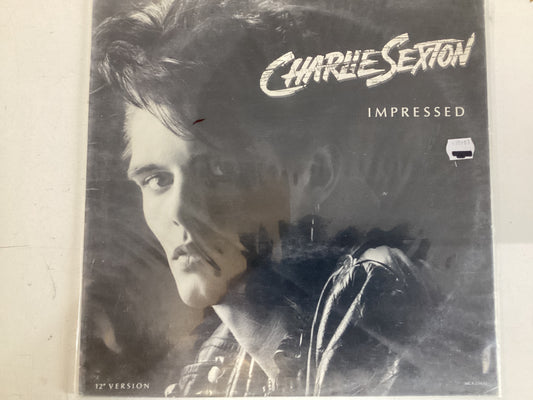 CHARLIE SEXTON
IMPRESSED
12" VERSION